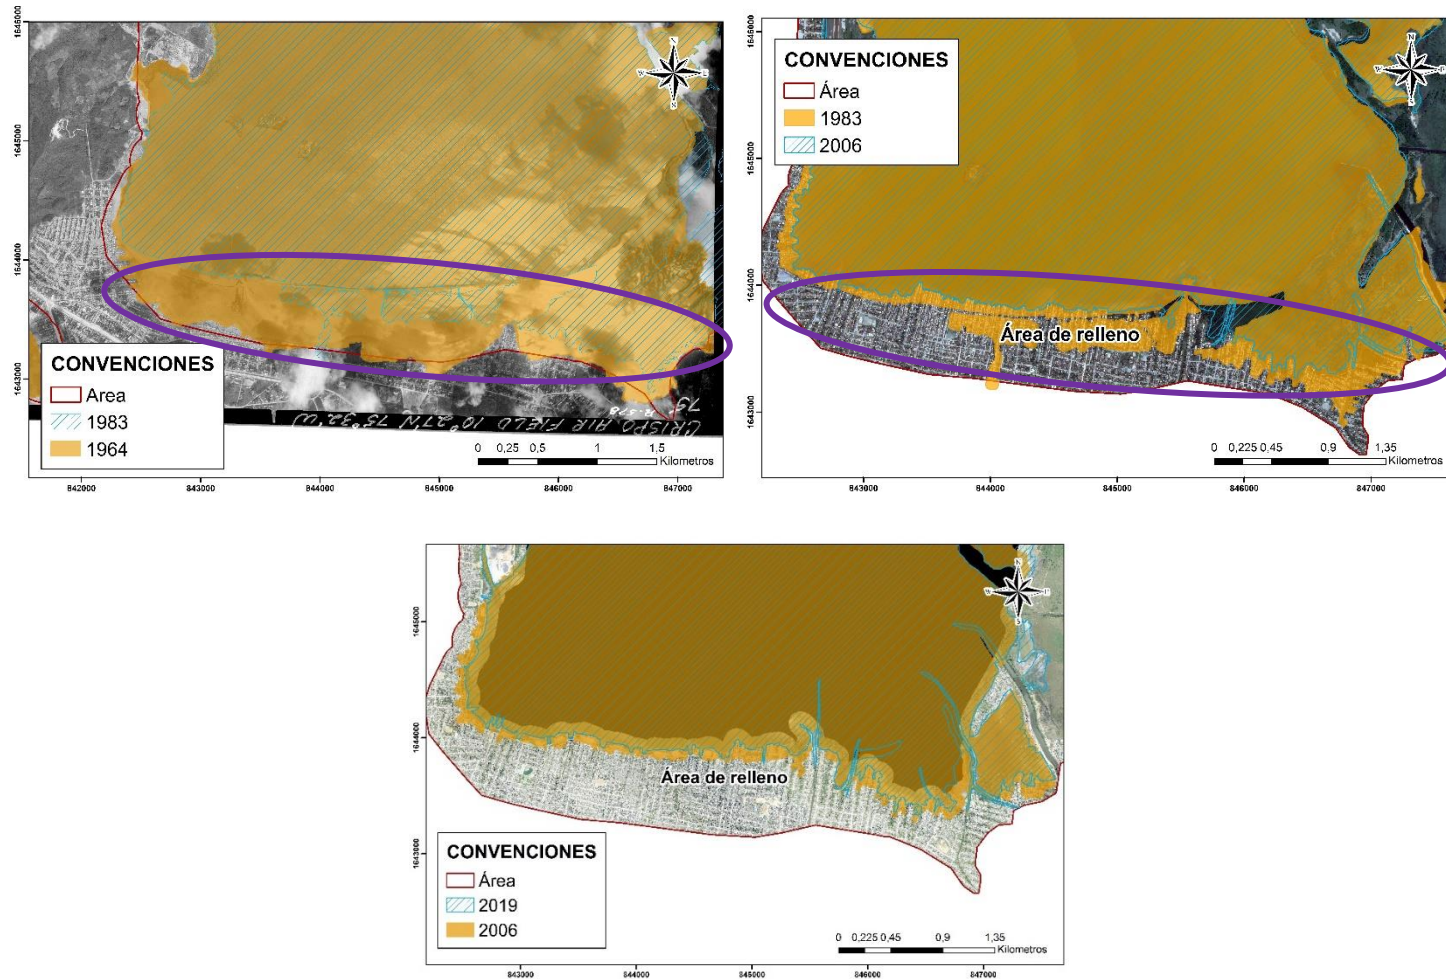 1646000
1645000
1644000
1643000
N
W
E
S
CONVENCIONES
Area
1983
1964
75
R-578
CRISPO, AIR FIELD 10°27'N 75°32'W
0 0,25 0,5 1 1,5
Kilometros
842000 843000 844000 845000 846000 847000
1646000
1645000
1644000
1643000
CONVENCIONES
Área
1983
2006
N
W
E
S
Área de relleno
0 0,225 0,45 0,9 1,35
Kilometros
843000 844000 845000 846000 847000
1645000
1644000
1643000
N
W
E
S
Área de relleno
CONVENCIONES
Área
2019
2006
0 0,225 0,45 0,9 1,35
Kilometros
843000 844000 845000 846000 847000